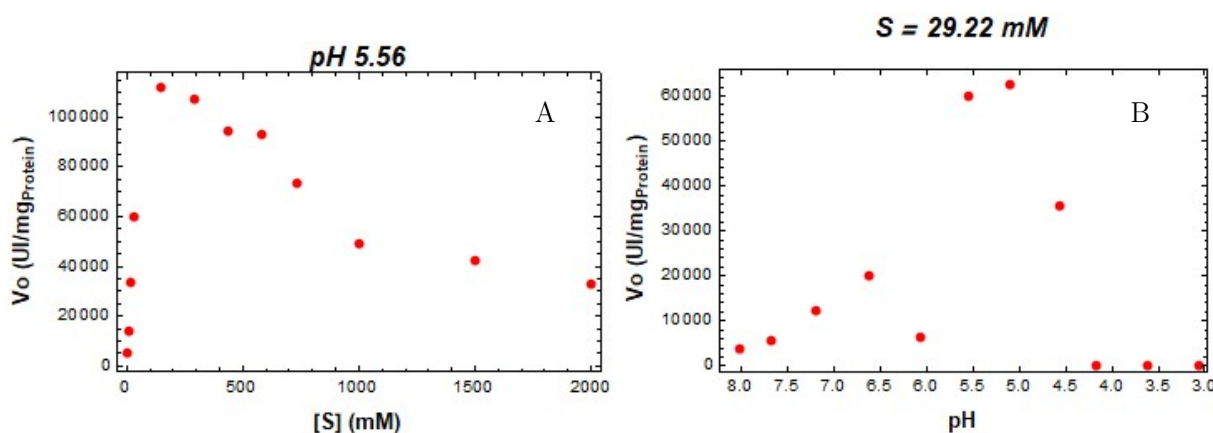 pH 5.56
A
Vo (UI/mgProtein)
100000
80000
60000
40000
20000
0
0 500 1000 1500 2000
[S] (mM)
S = 29.22 mM
B
Vo (UI/mgProtein)
60000
50000
40000
30000
20000
10000
0
8.0 7.5 7.0 6.5 6.0 5.5 5.0 4.5 4.0 3.5 3.0
pH